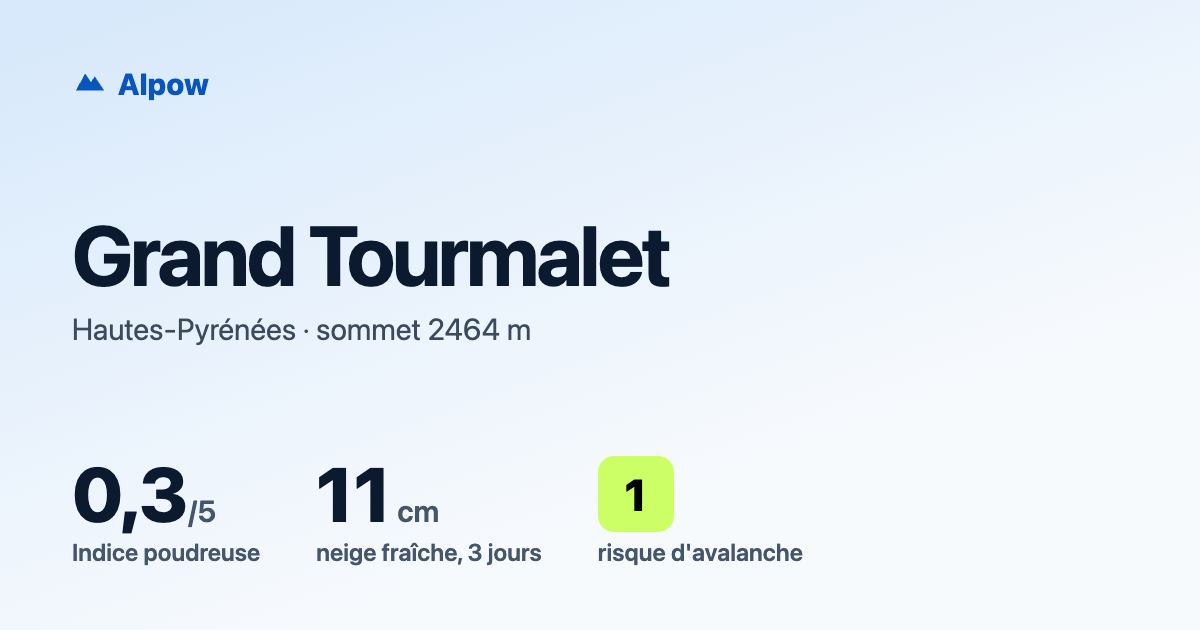 Alpow
Grand Tourmalet
Hautes-Pyrénées · sommet 2464 m
0,3/5 11 cm 1
Indice poudreuse neige fraîche, 3 jours risque d'avalanche